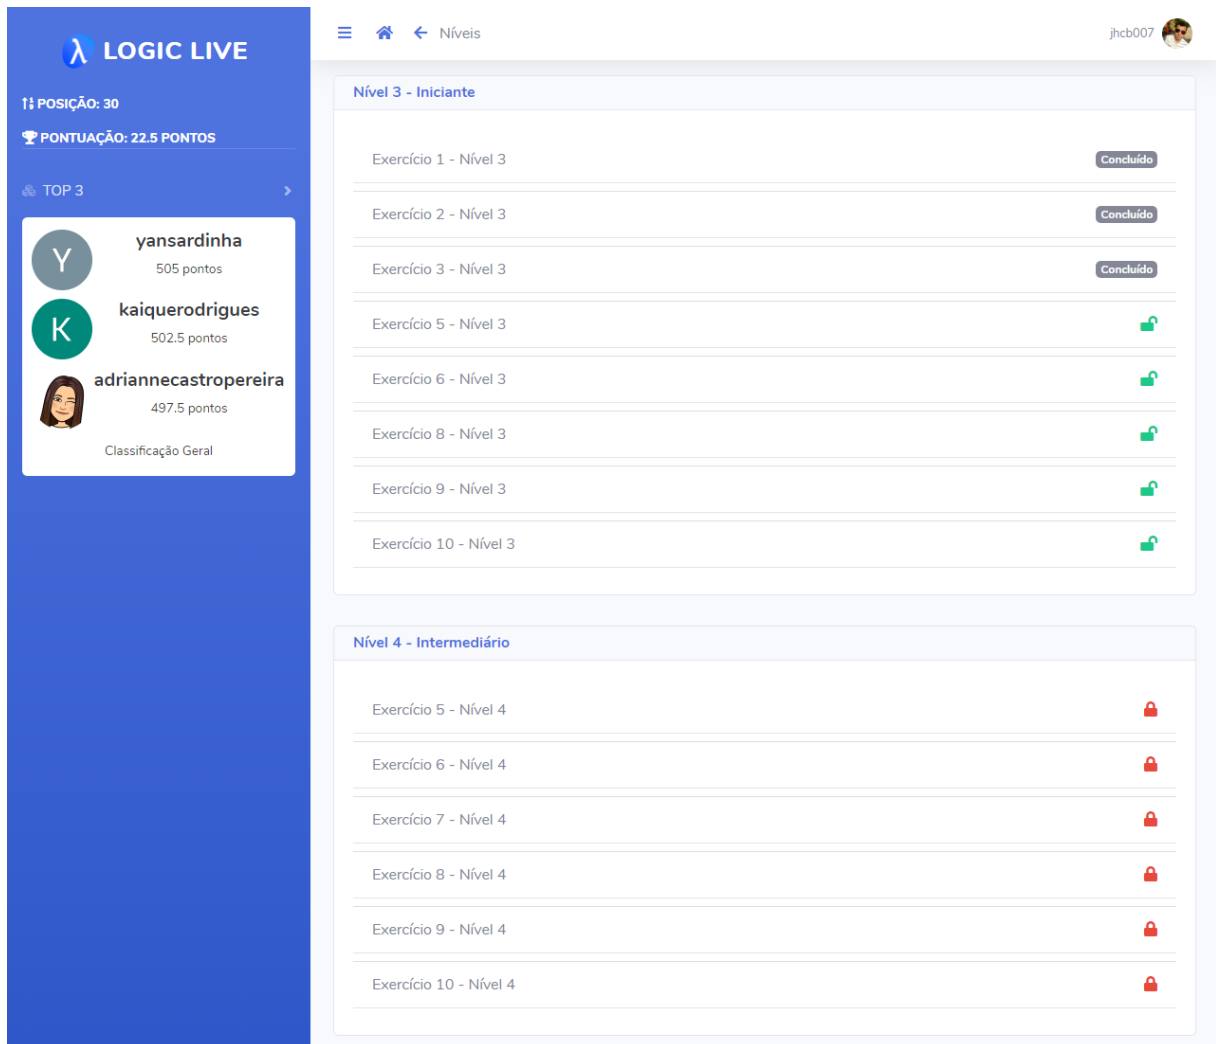 LOGIC LIVE
POSIÇÃO: 30
PONTUAÇÃO: 22.5 PONTOS
TOP 3
Y
yansardinha
505 pontos
K
kaiquerodrigues
502.5 pontos
adriannecastropereira
497.5 pontos
Classificação Geral
Níveis
jhcb007
Nível 3 - Iniciante
Exercício 1 - Nível 3 Concluído
Exercício 2 - Nível 3 Concluído
Exercício 3 - Nível 3 Concluído
Exercício 5 - Nível 3
Exercício 6 - Nível 3
Exercício 8 - Nível 3
Exercício 9 - Nível 3
Exercício 10 - Nível 3
Nível 4 - Intermediário
Exercício 5 - Nível 4
Exercício 6 - Nível 4
Exercício 7 - Nível 4
Exercício 8 - Nível 4
Exercício 9 - Nível 4
Exercício 10 - Nível 4